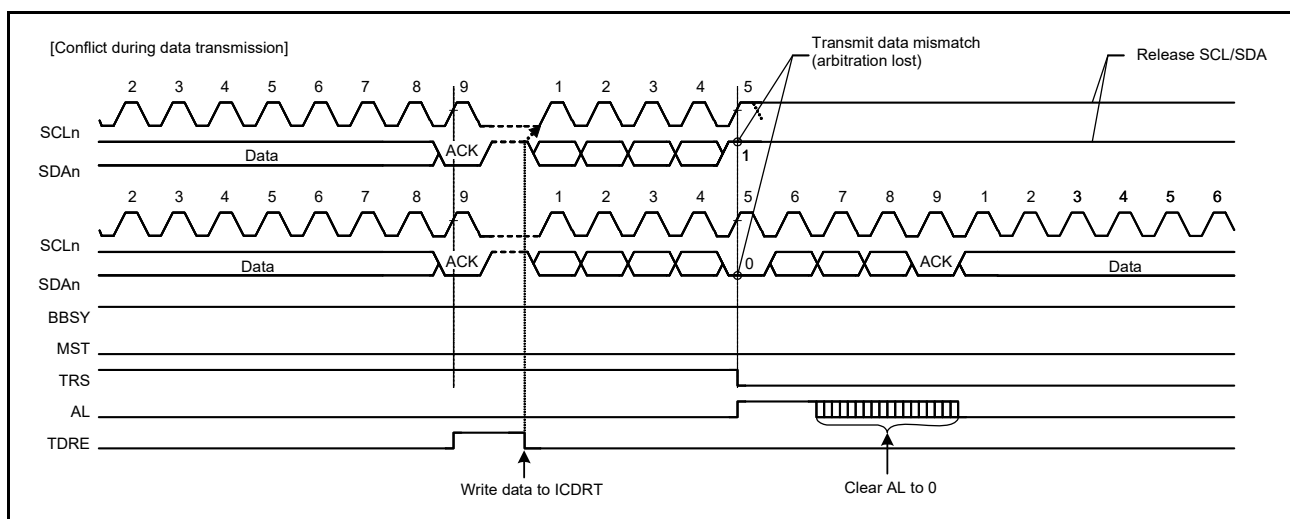 [Conflict during data transmission]
Transmit data mismatch
(arbitration lost)
Release SCL/SDA
2 3 4 5 6 7 8 9 1 2 3 4 5
SCLn
Data ACK 1
SDAn
2 3 4 5 6 7 8 9 1 2 3 4 5 6 7 8 9 1 2 3 4 5 6
SCLn
Data ACK 0 ACK Data
SDAn
BBSY
MST
TRS
AL
TDRE
Write data to ICDRT Clear AL to 0